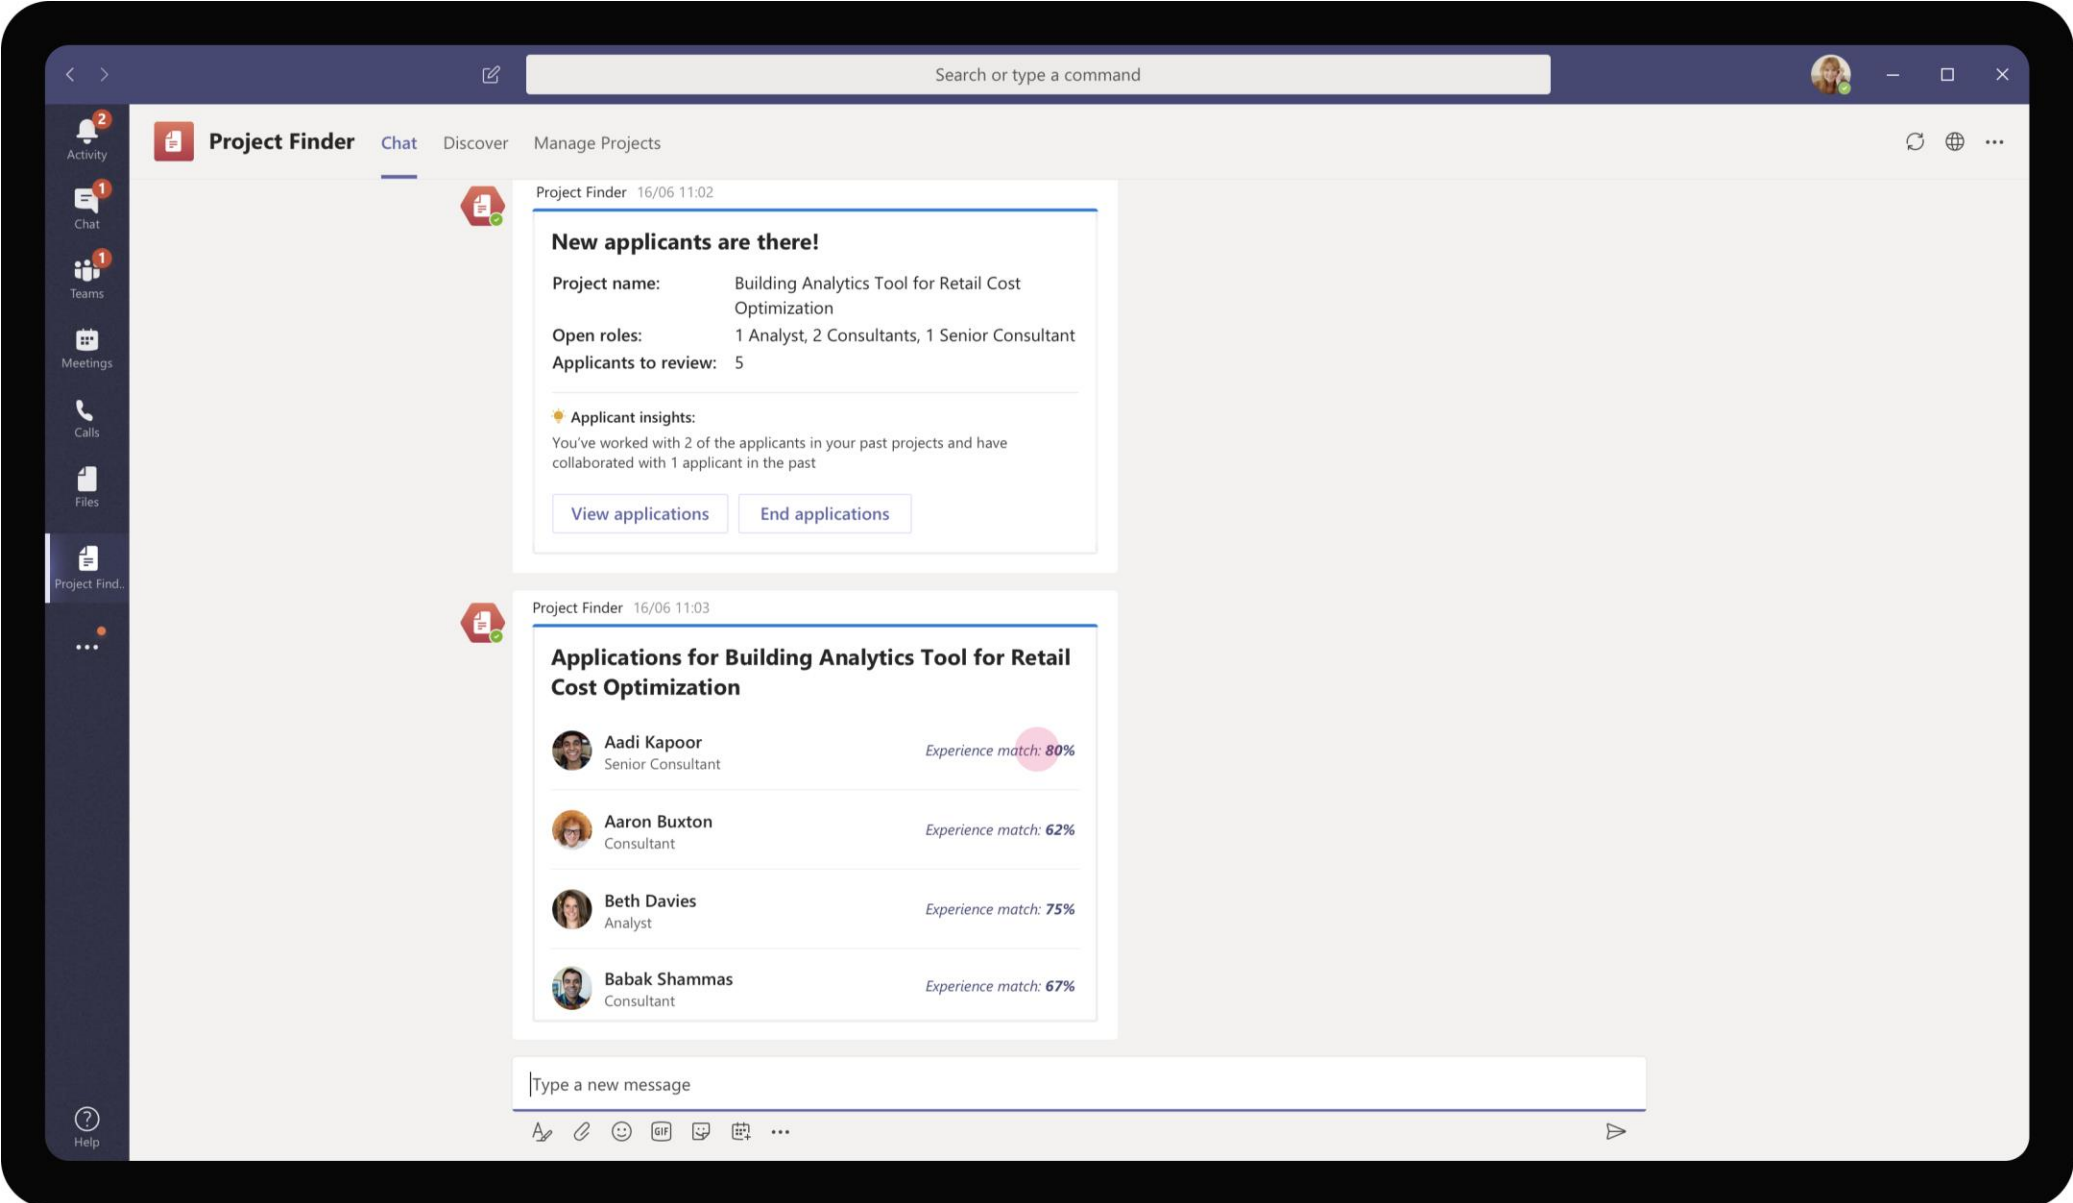 Search or type a command
2
Activity
1
Chat
1
Teams
Meetings
Calls
Files
Project Find..
Help
Project Finder Chat Discover Manage Projects
Project Finder 16/06 11:02
New applicants are there!
Project name: Building Analytics Tool for Retail Cost
Optimization
Open roles: 1 Analyst, 2 Consultants, 1 Senior Consultant
Applicants to review: 5
Applicant insights:
You've worked with 2 of the applicants in your past projects and have
collaborated with 1 applicant in the past
View applications End applications
Project Finder 16/06 11:03
Applications for Building Analytics Tool for Retail
Cost Optimization
Aadi Kapoor
Senior Consultant
Experience match: 80%
Aaron Buxton
Consultant
Experience match: 62%
Beth Davies
Analyst
Experience match: 75%
Babak Shammas
Consultant
Experience match: 67%
Type a new message
GIF